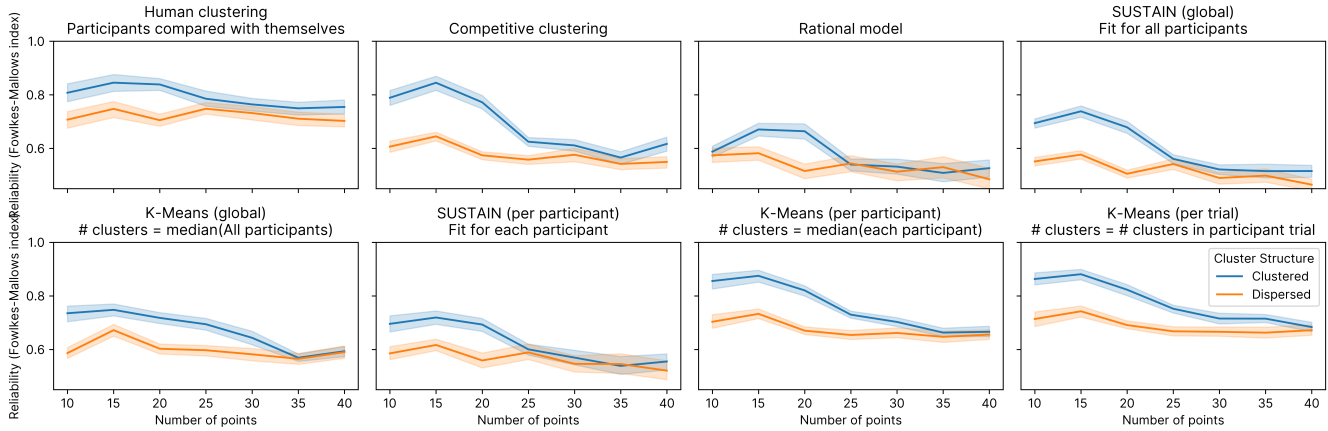 Human clustering
Participants compared with themselves
Competitive clustering
Rational model
SUSTAIN (global)
Fit for all participants
Reliability (Fowlkes-Mallows index)
1.0
0.8
0.6
K-Means (global)
# clusters = median(All participants)
SUSTAIN (per participant)
Fit for each participant
K-Means (per participant)
# clusters = median(each participant)
K-Means (per trial)
# clusters = # clusters in participant trial
Reliability (Fowlkes-Mallows index)
1.0
0.8
0.6
Cluster Structure
Clustered
Dispersed
10 15 20 25 30 35 40
10 15 20 25 30 35 40
10 15 20 25 30 35 40
10 15 20 25 30 35 40
Number of points
Number of points
Number of points
Number of points